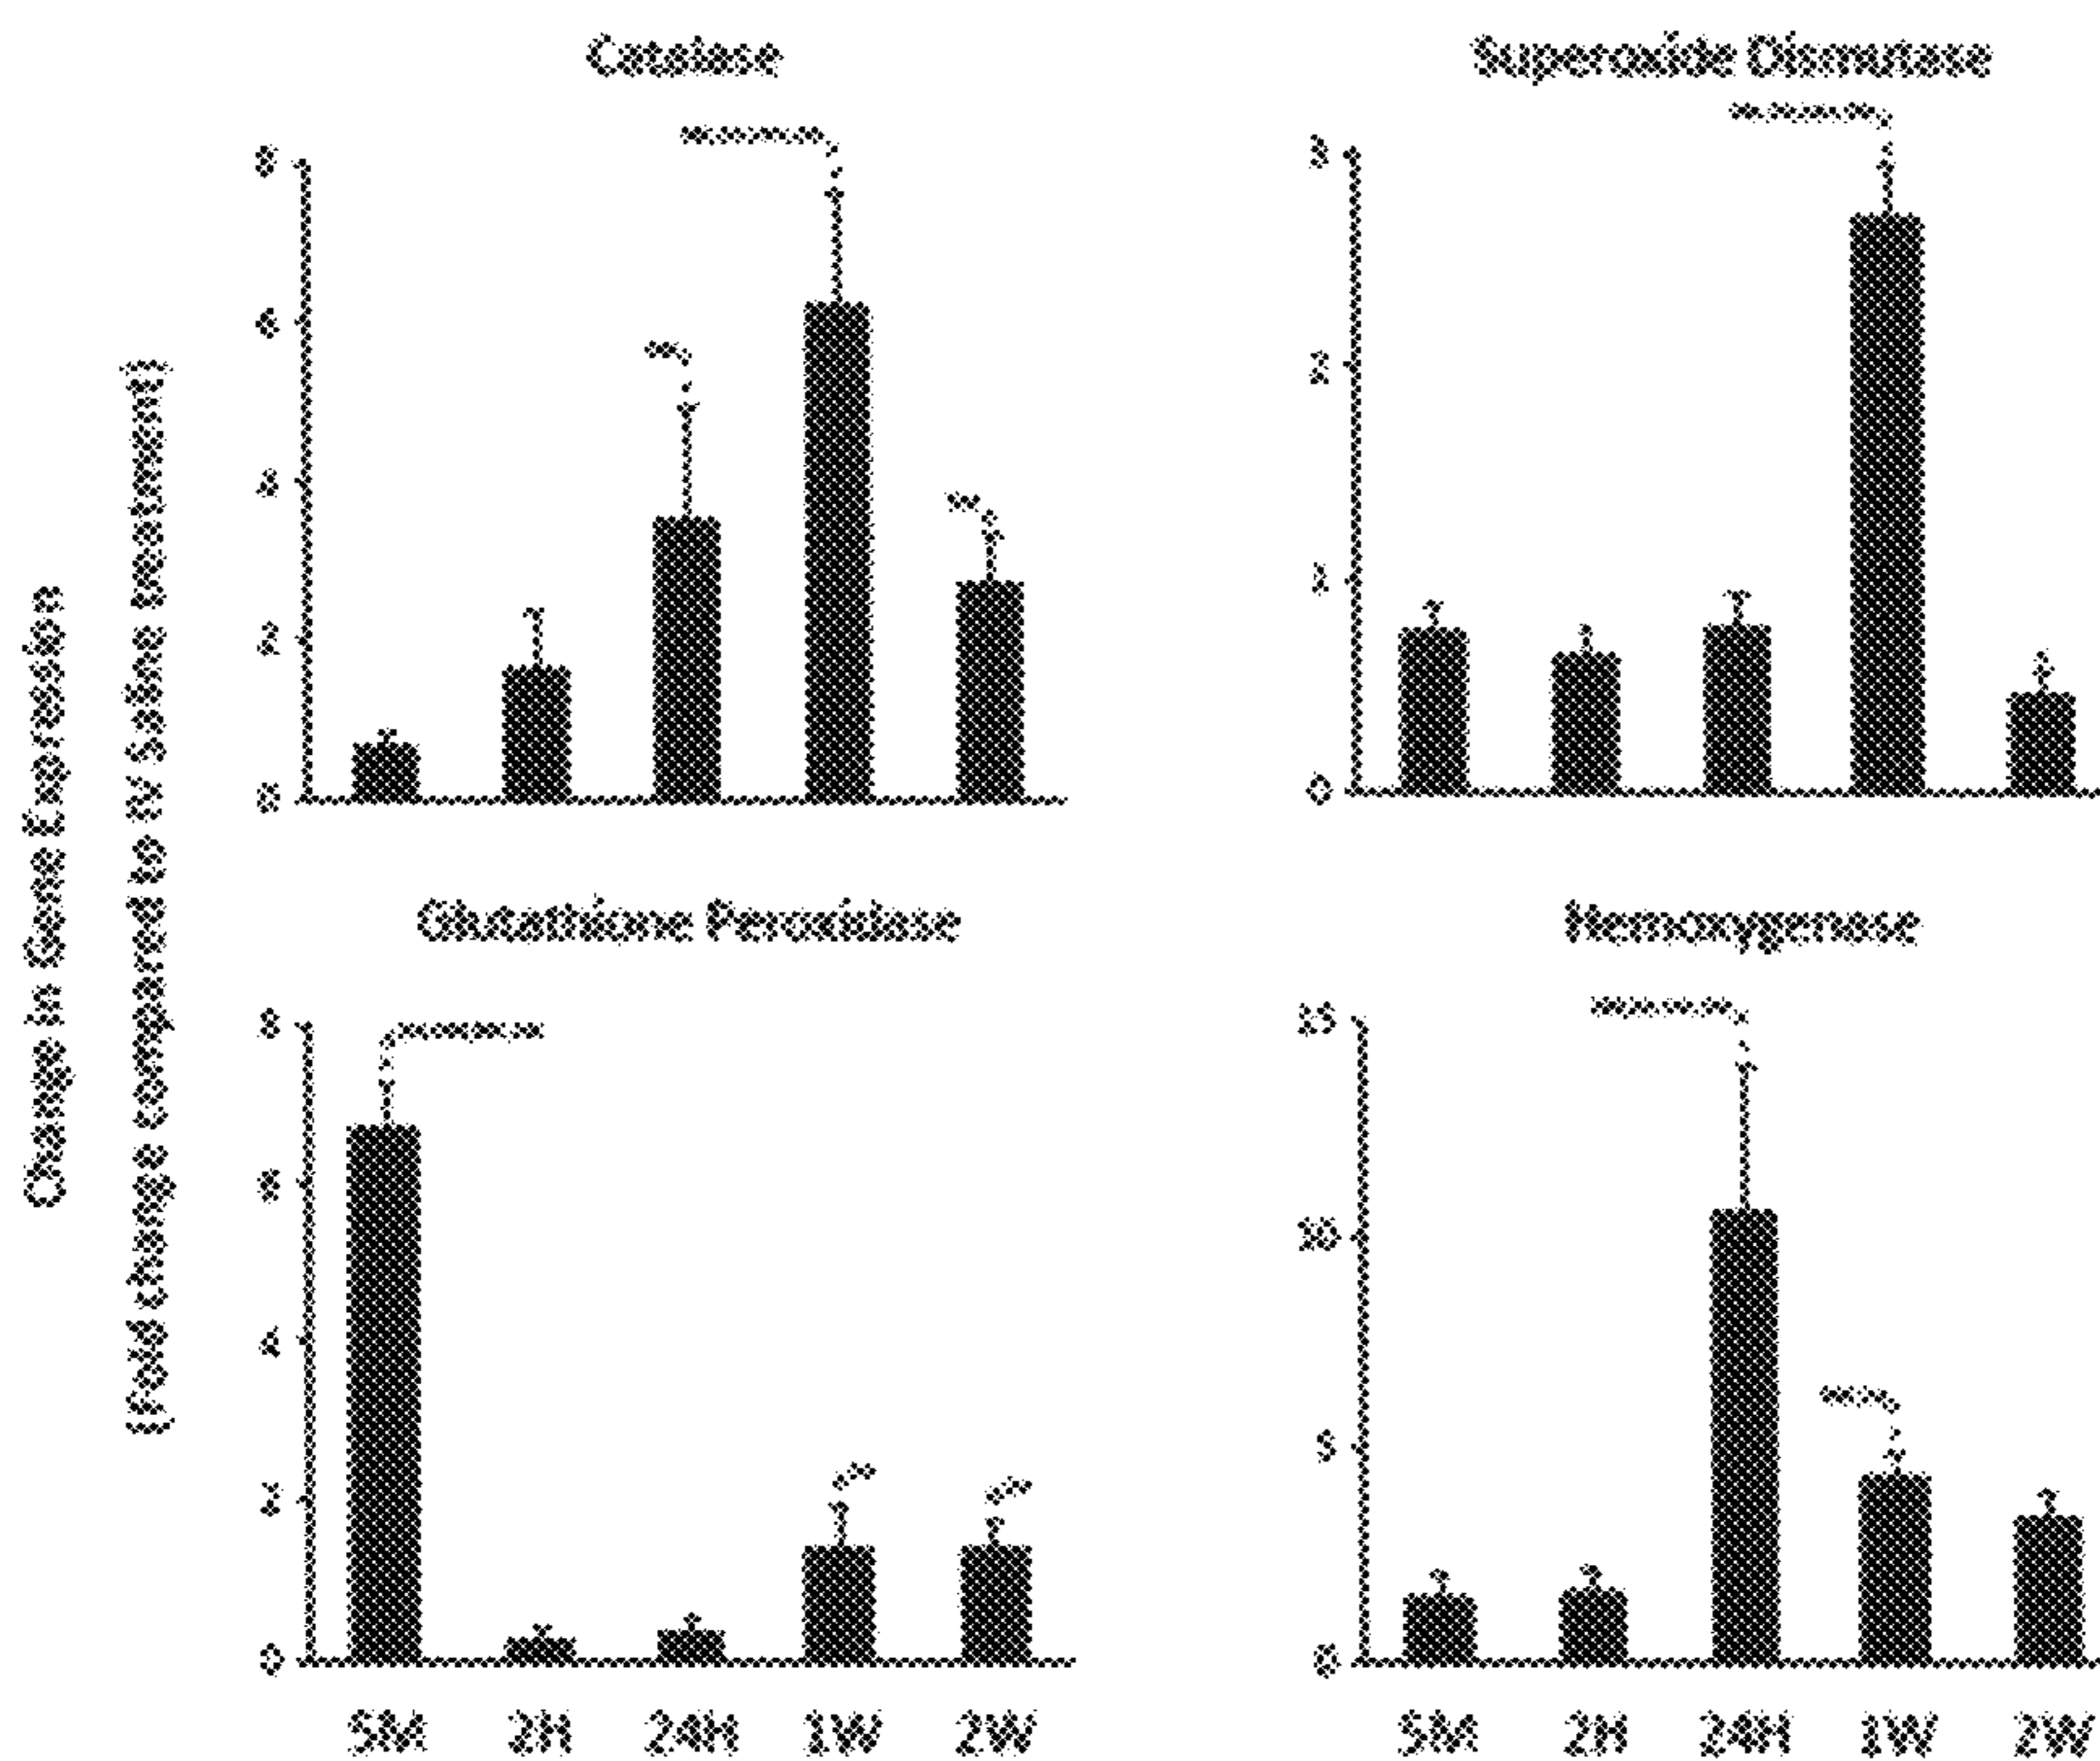 Catalase
Superoxide Dismutase
8
6
4
2
0
3
2
1
0
Change in Gene Expression
(Fold change compared to IV Saline Treatment)
Glutathione Peroxidase
Hemoxygenase
8
6
4
2
0
15
10
5
0
5M 2H 24H 1W 2W
5M 2H 24H 1W 2W